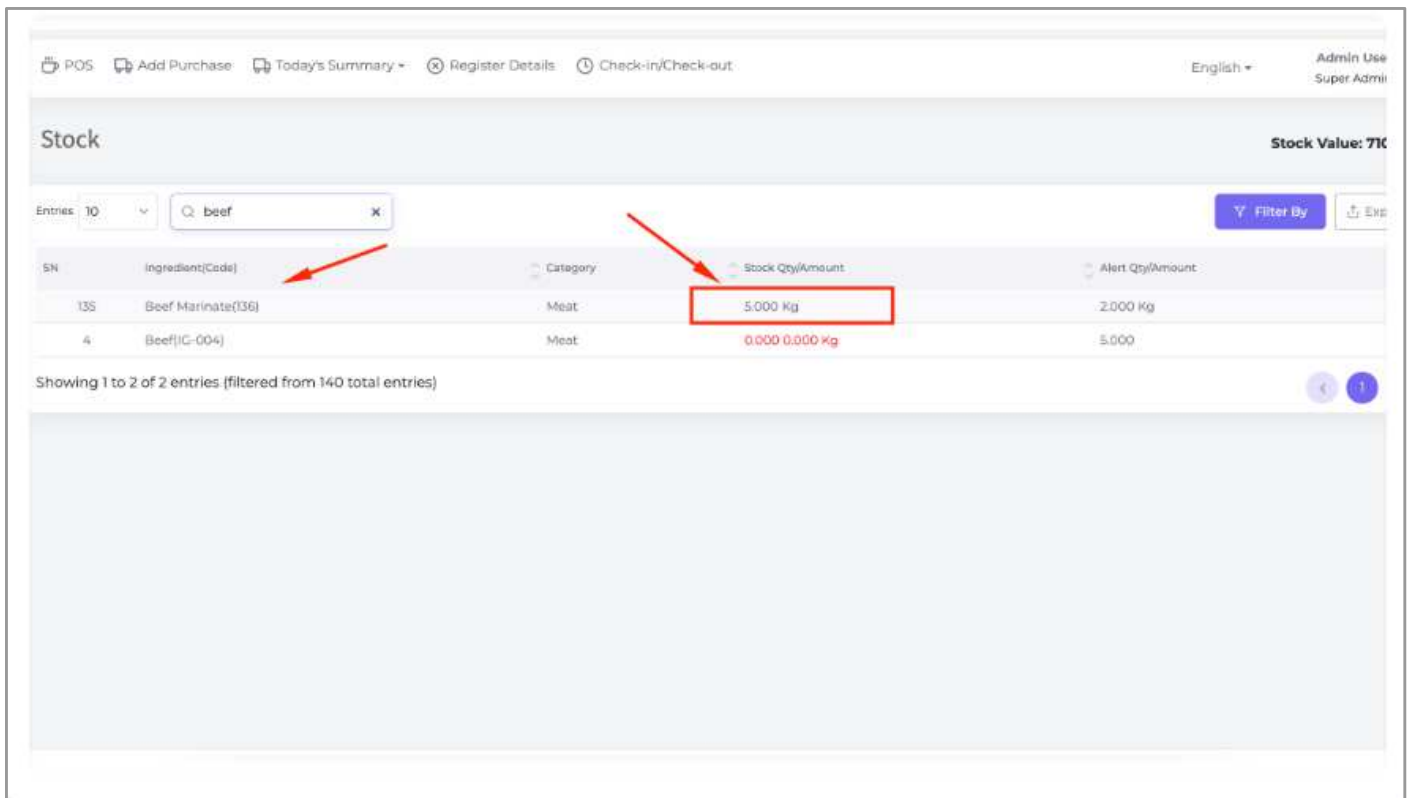 POS Add Purchase Today's Summary Register Details Check-in/Check-out English Admin Use
Super Admi
Stock
Stock Value: 710
Entries 10 beef x Filter By Exp
SN Ingredient(Code) Category Stock Qty/Amount Alert Qty/Amount
135 Beef Marinate(136) Meat 5.000 Kg 2.000 Kg
4 Beef(IG-004) Meat 0.000 0.000 Kg 5.000
Showing 1 to 2 of 2 entries (filtered from 140 total entries)
1